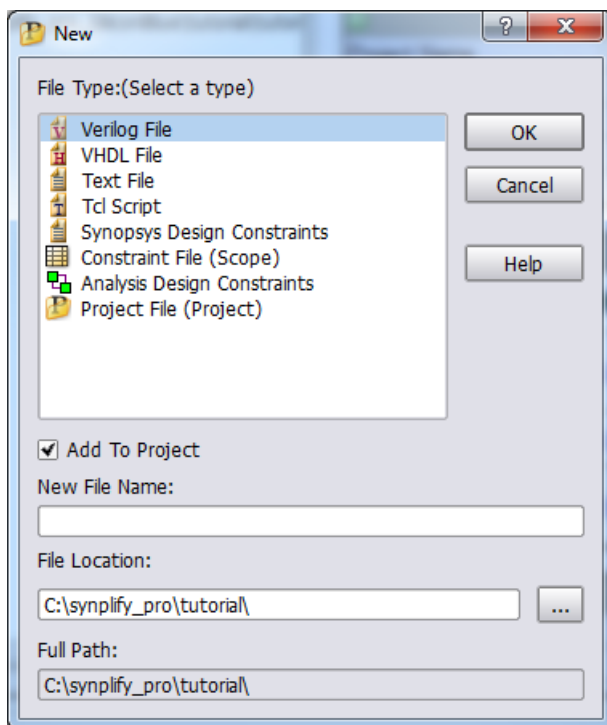 New
File Type:(Select a type)
Verilog File
VHDL File
Text File
Tcl Script
Synopsys Design Constraints
Constraint File (Scope)
Analysis Design Constraints
Project File (Project)
OK
Cancel
Help
Add To Project
New File Name:
File Location:
C:\synplify_pro\tutorial\
...
Full Path:
C:\synplify_pro\tutorial\